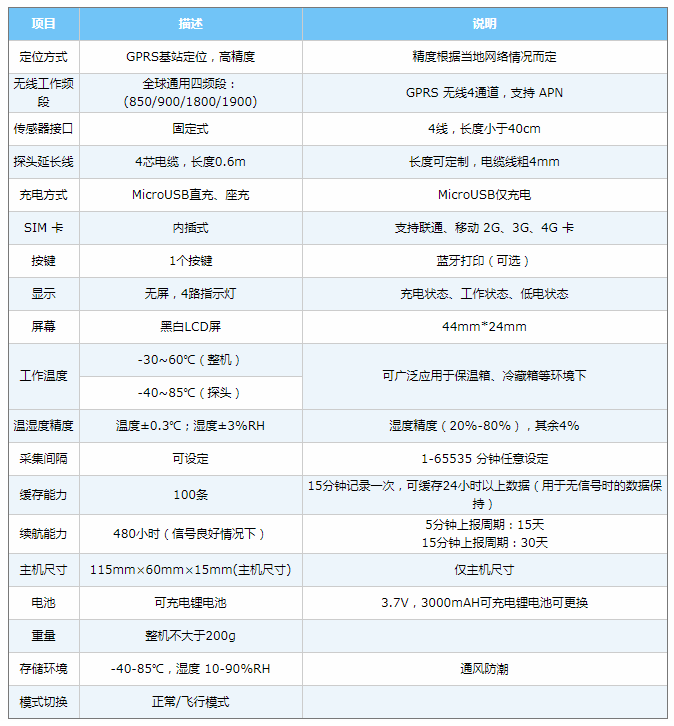 项目 描述 说明
定位方式 GPRS基站定位，高精度 精度根据当地网络情况而定
无线工作频段 全球通用四频段：(850/900/1800/1900) GPRS 无线4通道，支持 APN
传感器接口 固定式 4线，长度小于40cm
探头延长线 4芯电缆，长度0.6m 长度可定制，电缆线粗4mm
充电方式 MicroUSB直充、座充 MicroUSB仅充电
SIM 卡 内插式 支持联通、移动 2G、3G、4G 卡
按键 1个按键 蓝牙打印（可选）
显示 无屏，4路指示灯 充电状态、工作状态、低电状态
屏幕 黑白LCD屏 44mm*24mm
工作温度 -30~60℃（整机） 可广泛应用于保温箱、冷藏箱等环境下
-40~85℃（探头）
温湿度精度 温度±0.3℃；湿度±3%RH 湿度精度（20%-80%），其余4%
采集间隔 可设定 1-65535 分钟任意设定
缓存能力 100条 15分钟记录一次，可缓存24小时以上数据（用于无信号时的数据保持）
续航能力 480小时（信号良好情况下） 5分钟上报周期：15天
15分钟上报周期：30天
主机尺寸 115mm×60mm×15mm(主机尺寸) 仅主机尺寸
电池 可充电锂电池 3.7V，3000mAH可充电锂电池可更换
重量 整机不大于200g
存储环境 -40-85℃，湿度 10-90%RH 通风防潮
模式切换 正常/飞行模式